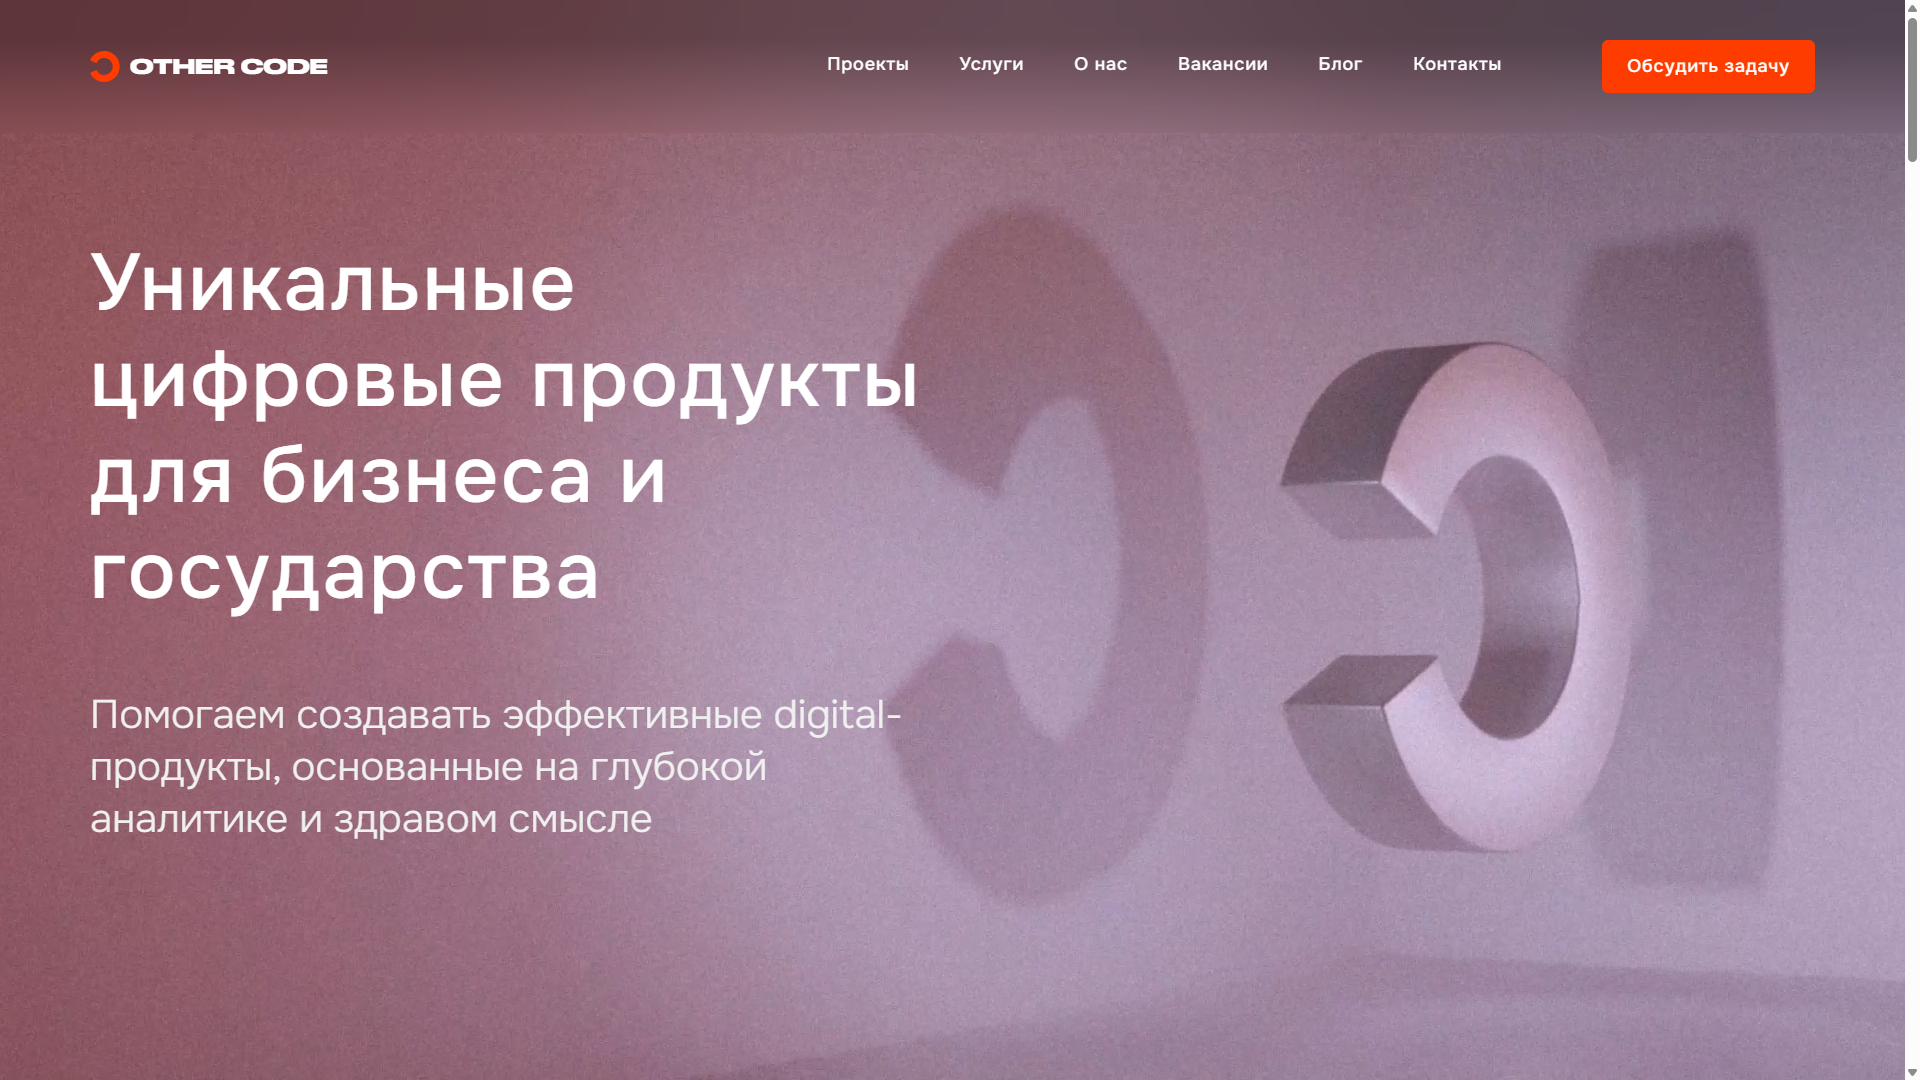 OTHER CODE
Проекты
Услуги
О нас
Вакансии
Блог
Контакты
Обсудить задачу
Уникальные
цифровые продукты
для бизнеса и
государства
Помогаем создавать эффективные digital-
продукты, основанные на глубокой
аналитике и здравом смысле